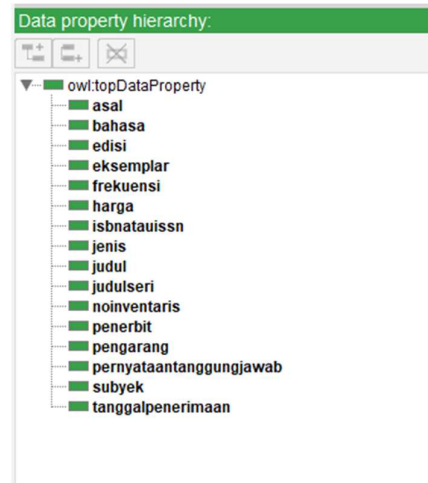 Data property hierarchy:
owl:topDataProperty
asal
bahasa
edisi
eksemplar
frekuensi
harga
isbnatauissn
jenis
judul
judulseri
noinventaris
penerbit
pengarang
pernyataantanggungjawab
subyek
tanggalpenerimaan